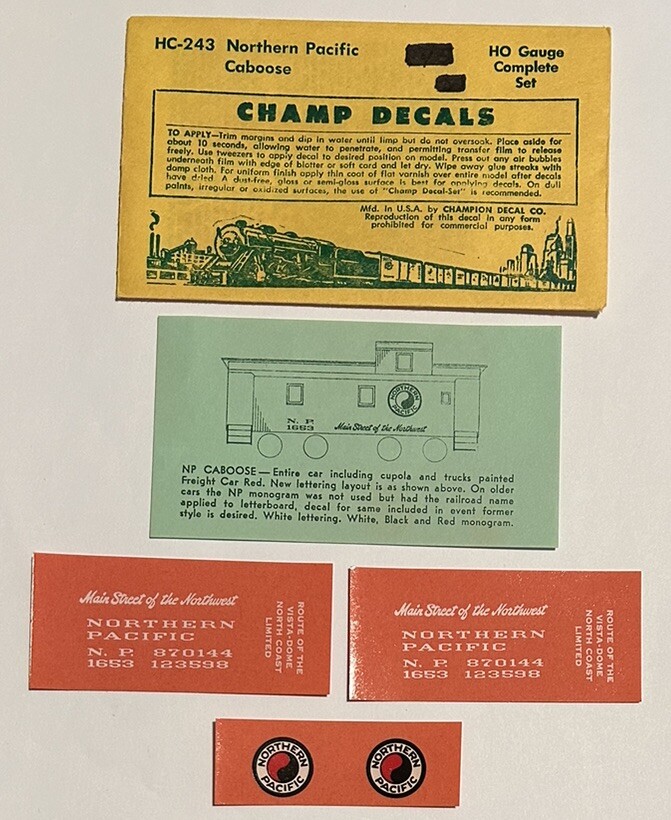 HC-243 Northern Pacific
Caboose
HO Gauge
Complete
Set
CHAMP DECALS
TO APPLY—Trim margins and dip in water until limp but do not oversoak. Place aside for
about 10 seconds, allowing water to penetrate, and permitting transfer film to release
freely. Use tweezers to apply decal to desired position on model. Press out any air bubbles
underneath film with edge of blotter or soft cord and let dry. Wipe away glue streaks with
damp cloth. For uniform finish apply thin coat of flat varnish over entire model after decals
have dried. A dust-free, gloss or semi-gloss surface is best for applying decals. On dull
paints, irregular or oxidized surfaces, the use of "Champ Decal-Set" is recommended.
Mfd. in U.S.A. by CHAMPION DECAL CO.
Reproduction of this decal in any form
prohibited for commercial purposes.
NORTHERN
PACIFIC
N. P.
1653
Main Street of the Northwest
NP CABOOSE — Entire car including cupola and trucks painted
Freight Car Red. New lettering layout is as shown above. On older
cars the NP monogram was not used but had the railroad name
applied to letterboard, decal for same included in event former
style is desired. White lettering. White, Black and Red monogram.
Main Street of the Northwest
NORTHERN
PACIFIC
N. P. 870144
1653 123598
ROUTE OF THE
VISTA-DOME
NORTH COAST
LIMITED
Main Street of the Northwest
NORTHERN
PACIFIC
N. P. 870144
1653 123598
ROUTE OF THE
VISTA-DOME
NORTH COAST
LIMITED
NORTHERN
PACIFIC
NORTHERN
PACIFIC